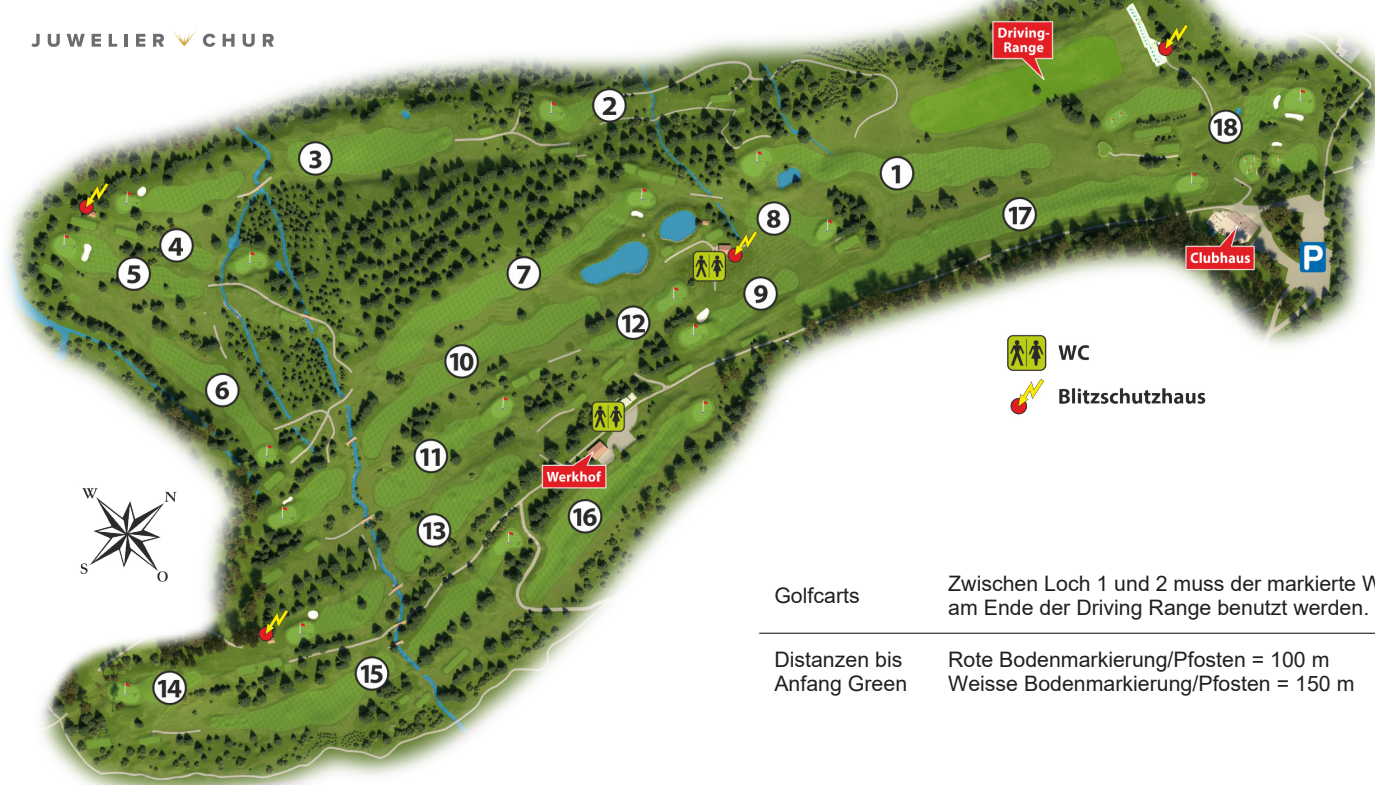 JUWELIER CHUR
Driving-
Range
2
18
3
1
8
17
4
5
7
Clubhaus
P
9
12
10
WC
6
Blitzschutzhaus
11
Werkhof
W
N
S
O
13
16
Golfcarts
Zwischen Loch 1 und 2 muss der markierte W
am Ende der Driving Range benutzt werden.
Distanzen bis
Anfang Green
Rote Bodenmarkierung/Pfosten = 100 m
Weisse Bodenmarkierung/Pfosten = 150 m
15
14